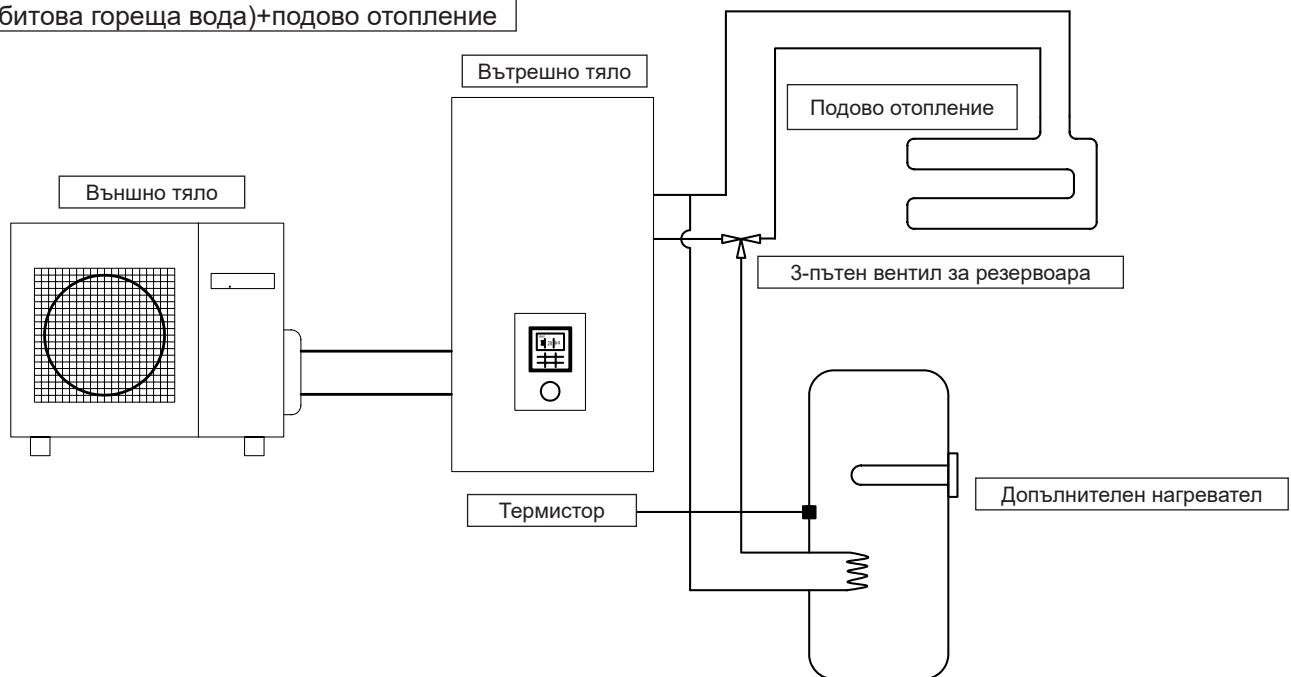 битова гореща вода)+подово отопление
Вътрешно тяло
Подово отопление
Външно тяло
3-пътен вентил за резервоара
Допълнителен нагревател
Термистор